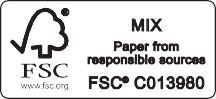 FSC
www.fsc.org
MIX
Paper from
responsible sources
FSC® C013980